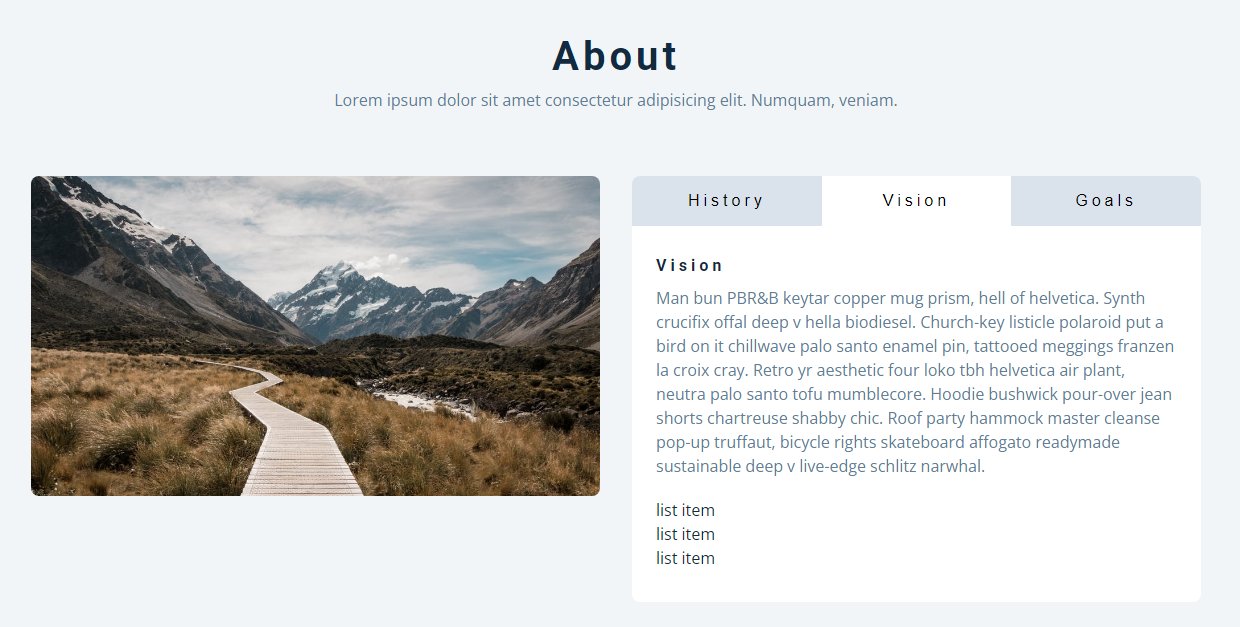 About
Lorem ipsum dolor sit amet consectetur adipisicing elit. Numquam, veniam.
History
Vision
Goals
Vision
Man bun PBR&B keytar copper mug prism, hell of helvetica. Synth
crucifix offal deep v hella biodiesel. Church-key listicle polaroid put a
bird on it chillwave palo santo enamel pin, tattooed meggings franzen
la croix cray. Retro yr aesthetic four loko tbh helvetica air plant,
neutra palo santo tofu mumblecore. Hoodie bushwick pour-over jean
shorts chartreuse shabby chic. Roof party hammock master cleanse
pop-up truffaut, bicycle rights skateboard affogato readymade
sustainable deep v live-edge schlitz narwhal.
list item
list item
list item